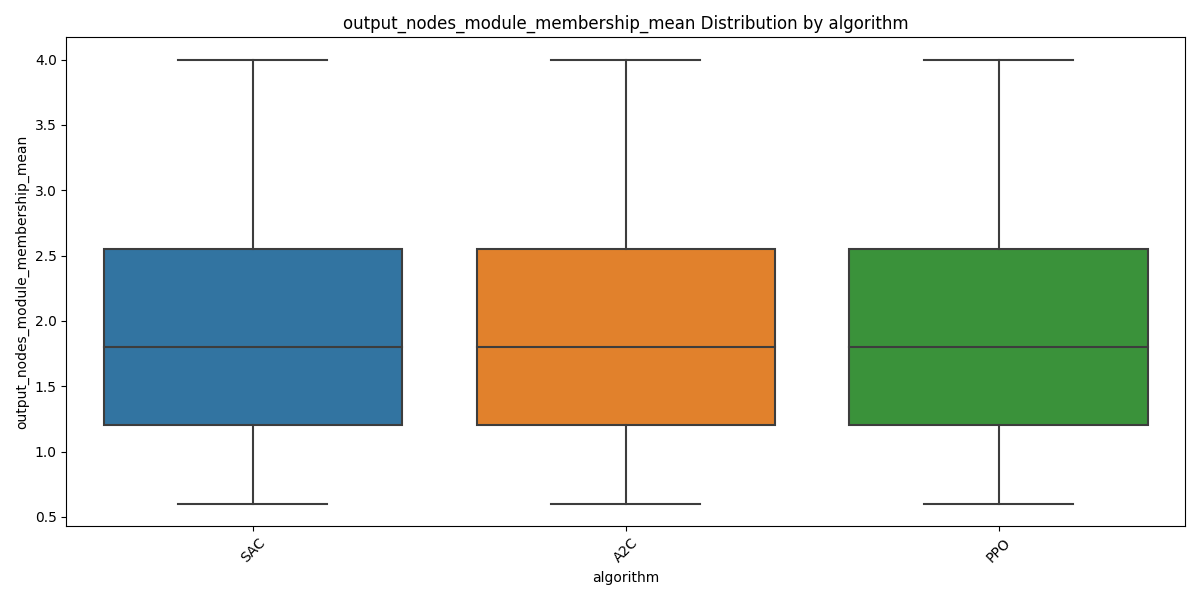 output_nodes_module_membership_mean Distribution by algorithm
output_nodes_module_membership_mean
4.0
3.5
3.0
2.5
2.0
1.5
1.0
0.5
SAC
A2C
PPO
algorithm